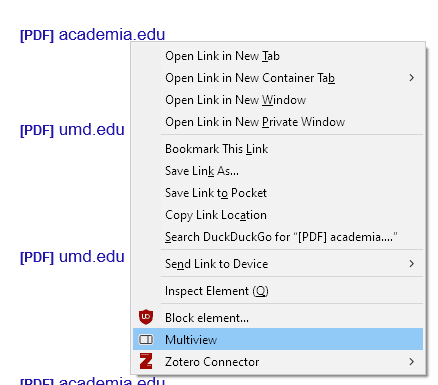 [PDF] academia.edu
Open Link in New Tab
Open Link in New Container Tab
Open Link in New Window
[PDF] umd.edu
Open Link in New Private Window
Bookmark This Link
Save Link As...
Save Link to Pocket
Copy Link Location
Search DuckDuckGo for “[PDF] academia....”
[PDF] umd.edu
Send Link to Device
Inspect Element (Q)
Block element...
Multiview
Zotero Connector
[PDF] academia.edu